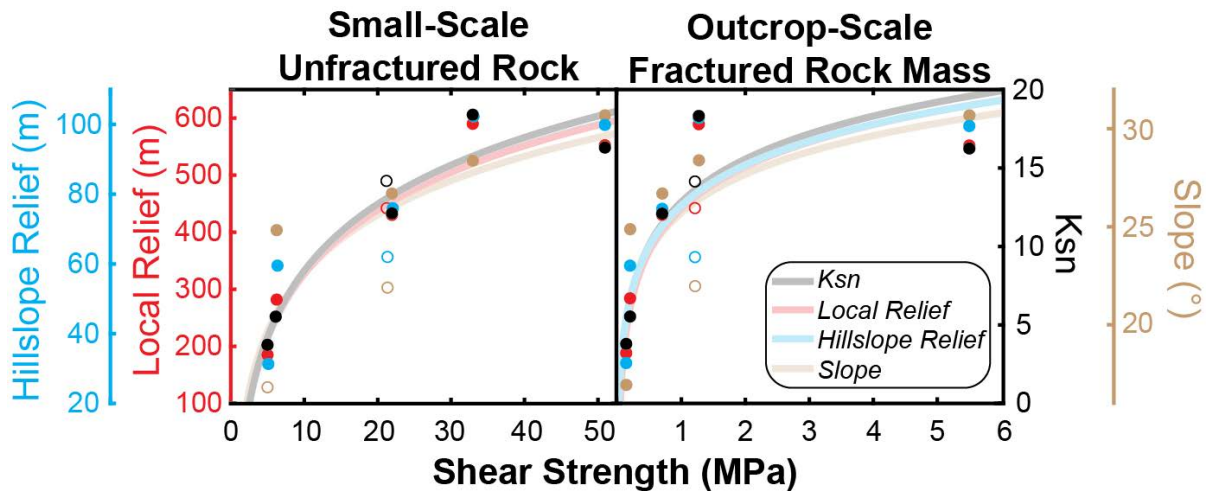 Small-Scale
Unfractured Rock
Outcrop-Scale
Fractured Rock Mass
Hillslope Relief (m)
100
80
60
40
20
Local Relief (m)
600
500
400
300
200
100
0 10 20 30 40 50
1 2 3 4 5 6
Shear Strength (MPa)
Ksn
Local Relief
Hillslope Relief
Slope
20
15
10
5
0
Ksn
30
25
20
Slope (°)